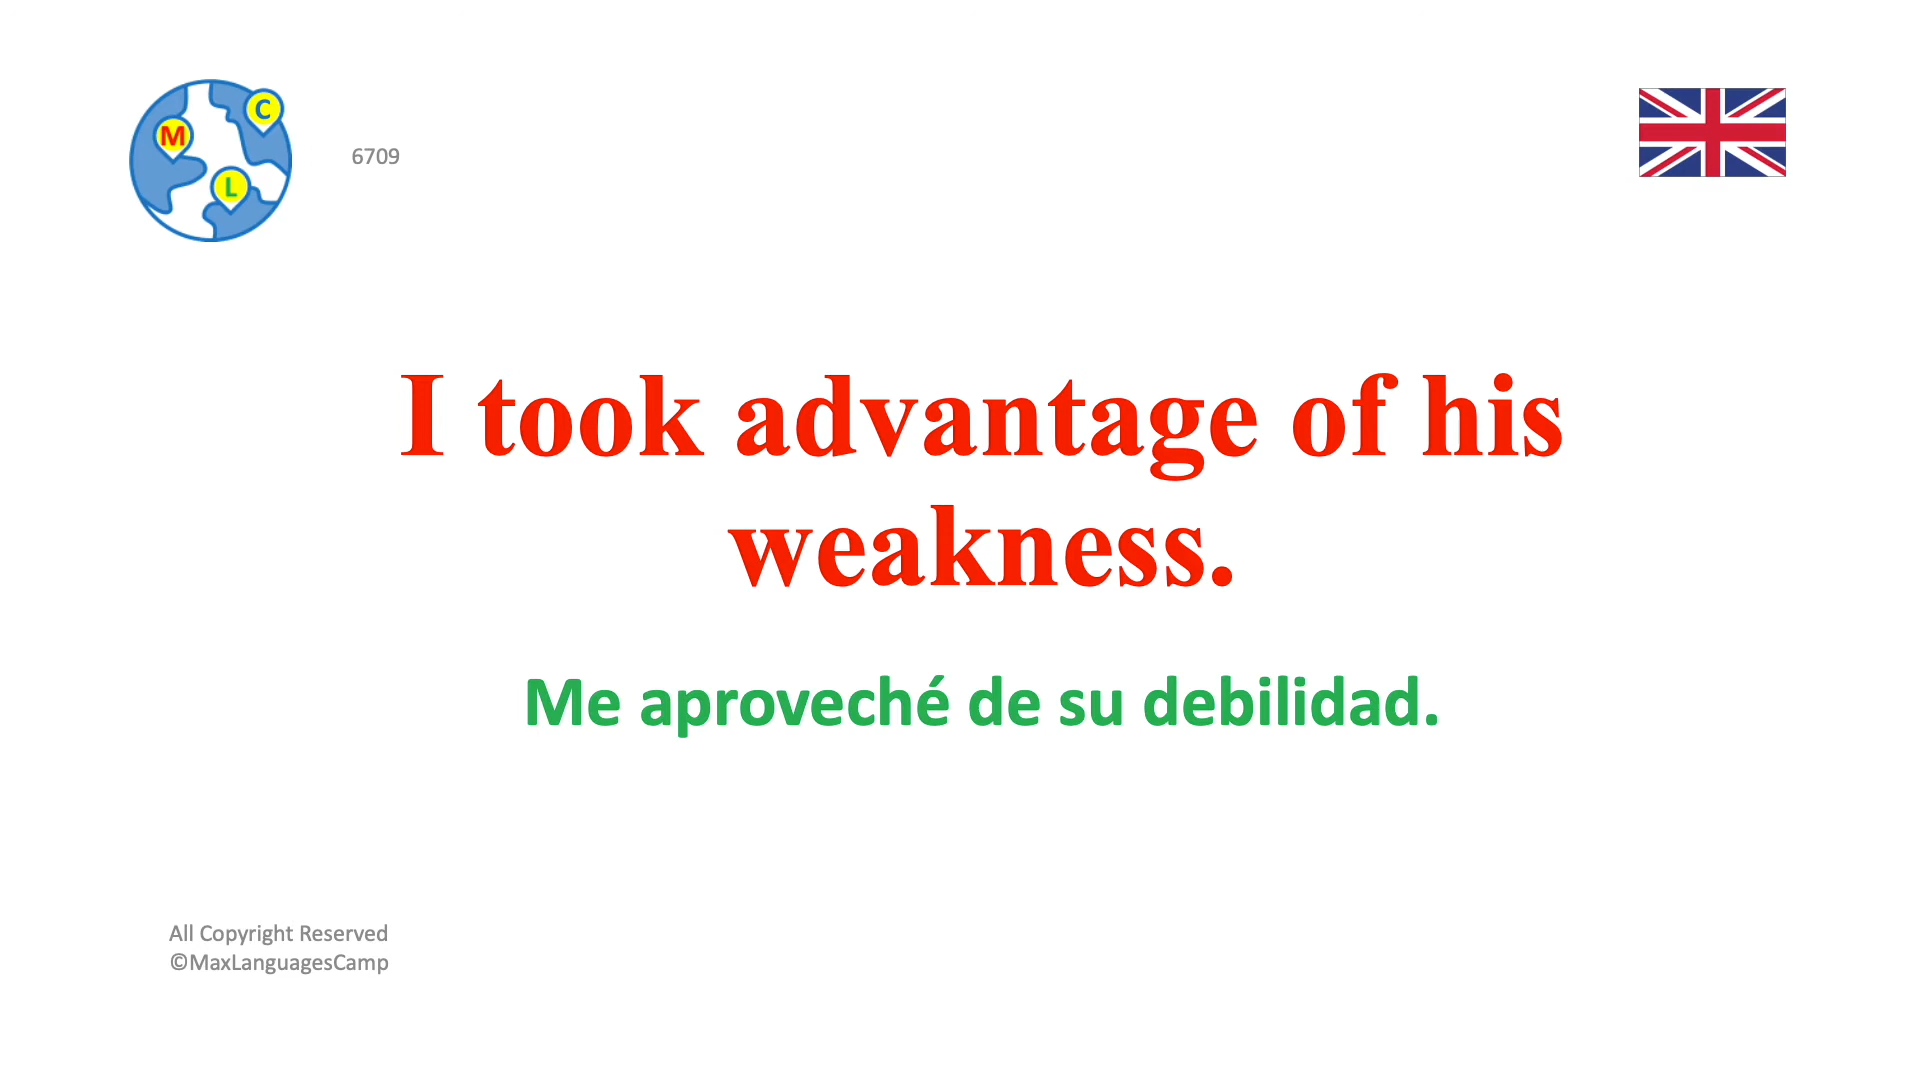 C
M
6709
L
I took advantage of his
weakness.
Me aproveché de su debilidad.
All Copyright Reserved
©MaxLanguagesCamp